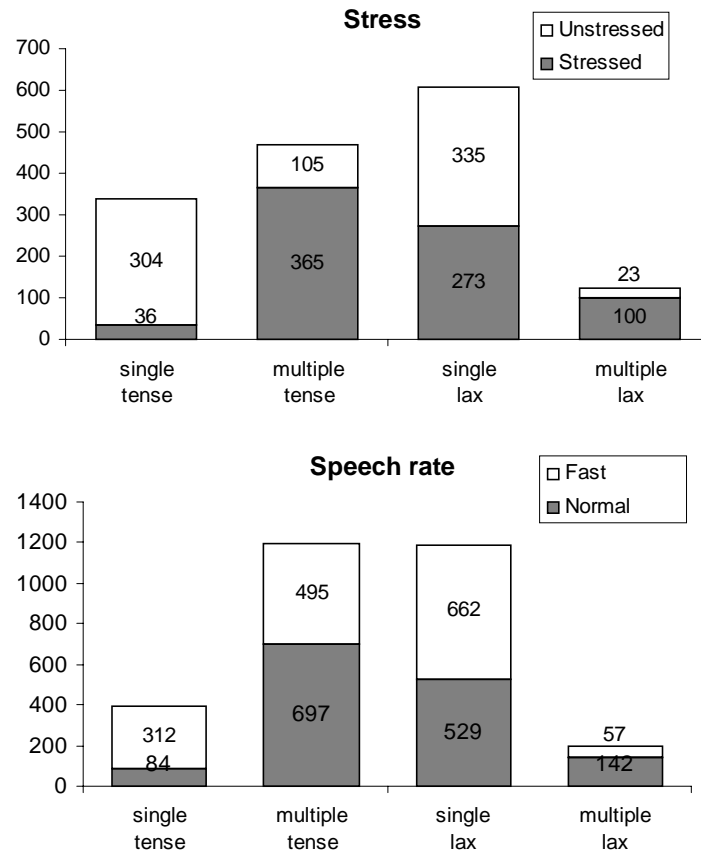 Stress
Unstressed
Stressed
700
600
500
400
300
200
100
0
304
36
105
365
335
273
23
100
single tense
multiple tense
single lax
multiple lax
Speech rate
Fast
Normal
1400
1200
1000
800
600
400
200
0
312
84
495
697
662
529
57
142
single tense
multiple tense
single lax
multiple lax